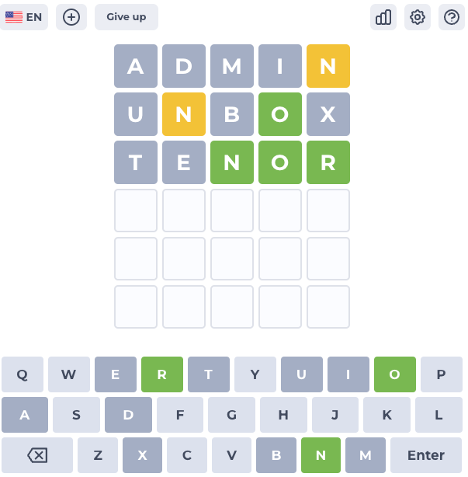 EN Give up
A D M I N
U N B O X
T E N O R
Q W E R T Y U I O P
A S D F G H J K L
Z X C V B N M Enter